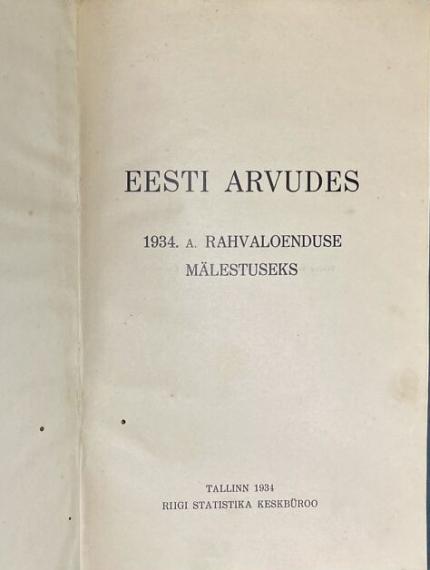 EESTI ARVUDES
1934. A. RAHVALOENDUSE
MÄLESTUSEKS
TALLINN 1934
RIIGI STATISTIKA KESKBÜROO